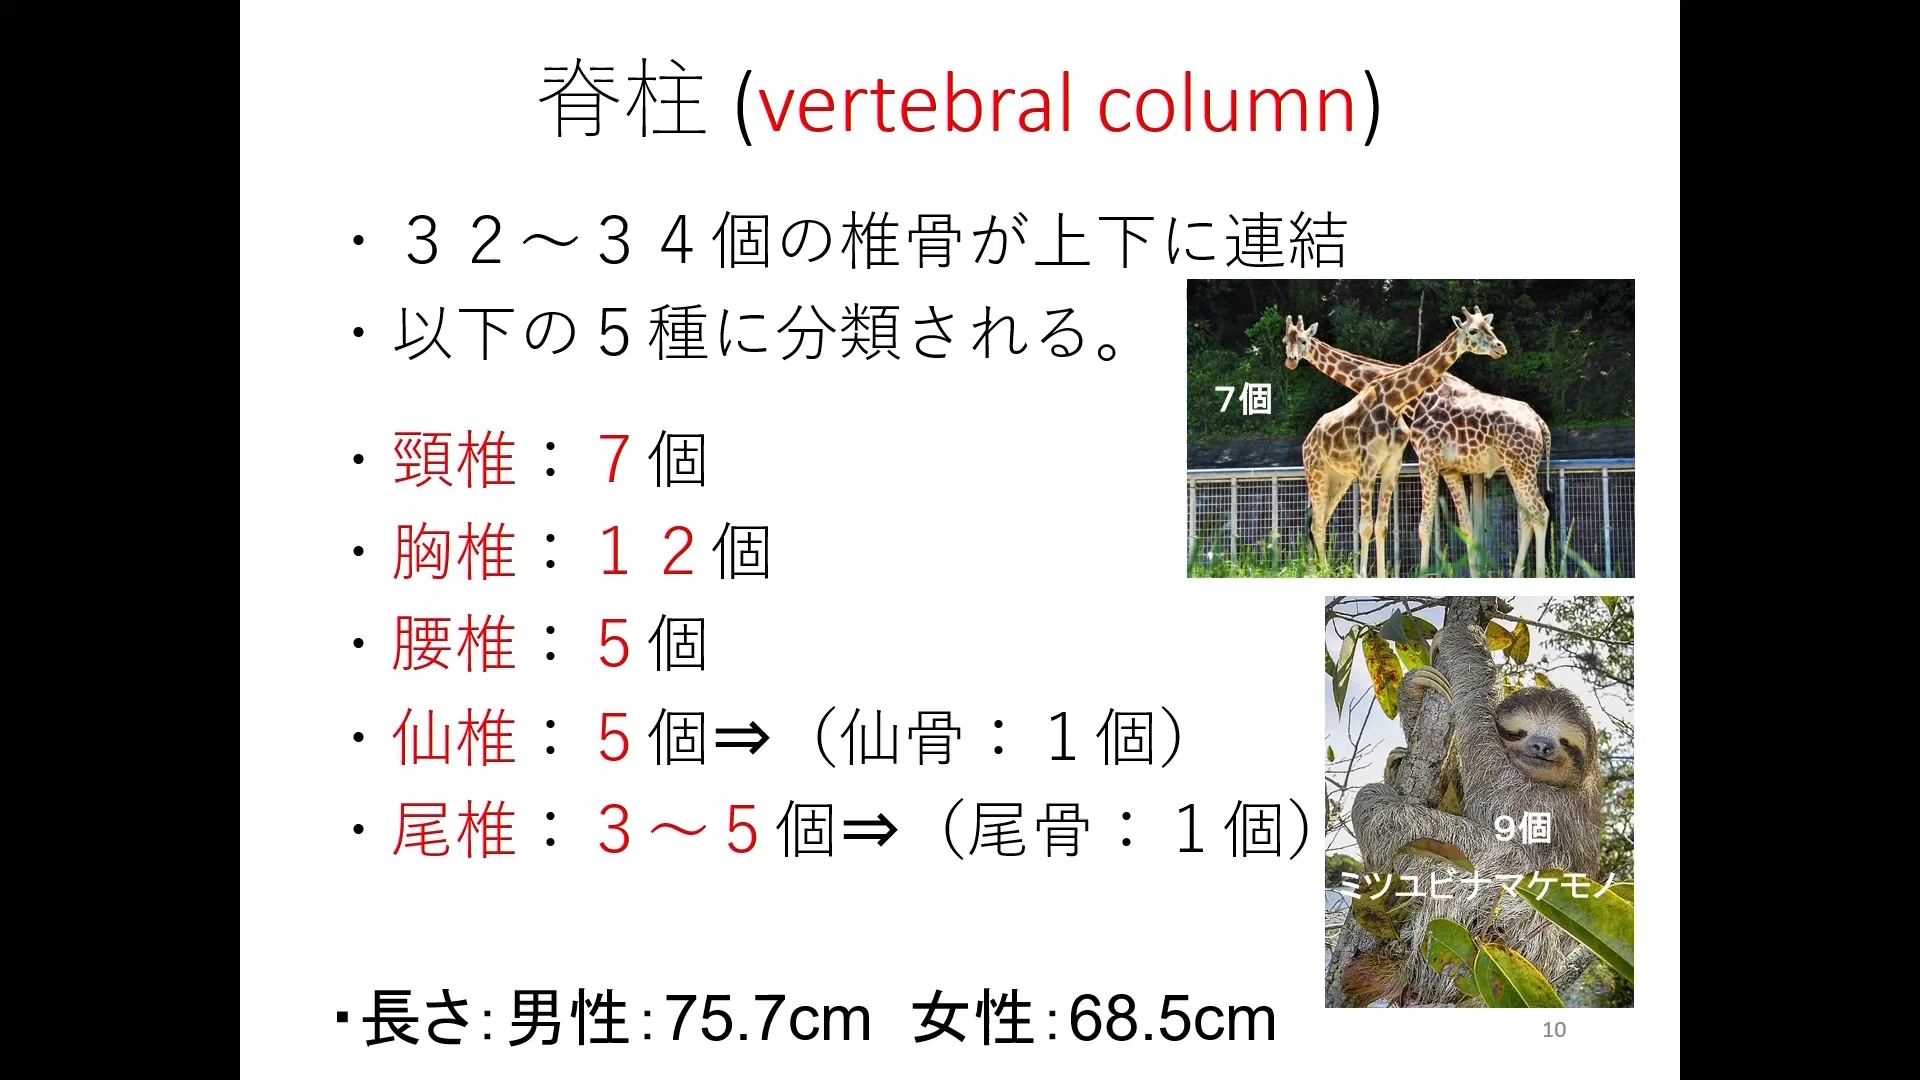 脊柱 (vertebral column)
・３２～３４個の椎骨が上下に連結
・以下の５種に分類される。
・頸椎：７個
・胸椎：１２個
・腰椎：５個
・仙椎：５個⇒（仙骨：１個）
・尾椎：３～５個⇒（尾骨：１個）
7個
9個
ミツユビナマケモノ
・長さ：男性：75.7cm 女性：68.5cm
10